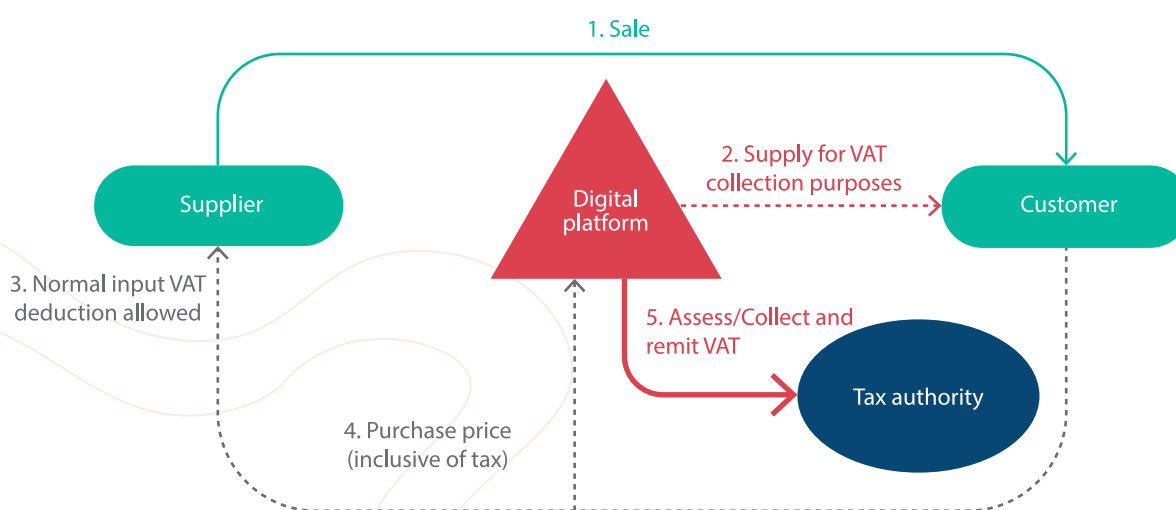 1. Sale
2. Supply for VAT
collection purposes
Supplier
Digital
platform
Customer
3. Normal input VAT
deduction allowed
5. Assess/Collect and
remit VAT
Tax authority
4. Purchase price
(inclusive of tax)